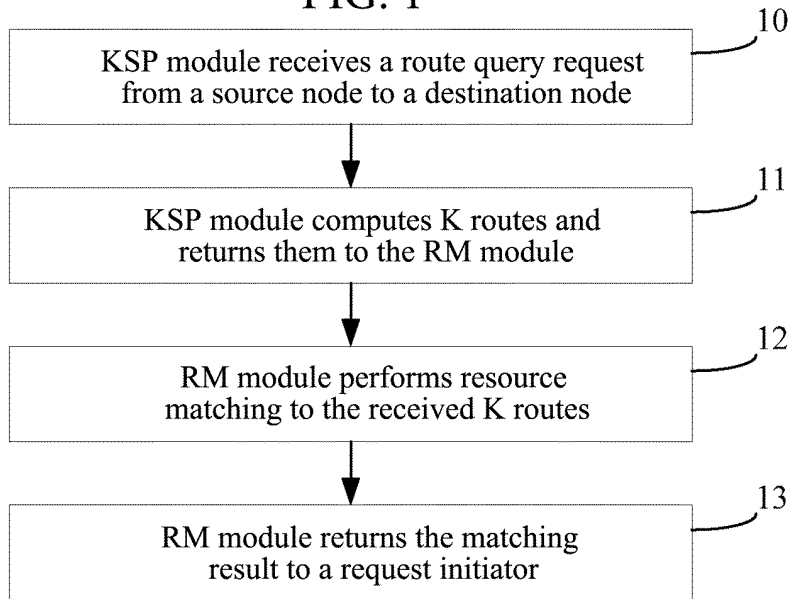 FIG. 1
10
KSP module receives a route query request
from a source node to a destination node
11
KSP module computes K routes and
returns them to the RM module
12
RM module performs resource
matching to the received K routes
13
RM module returns the matching
result to a request initiator